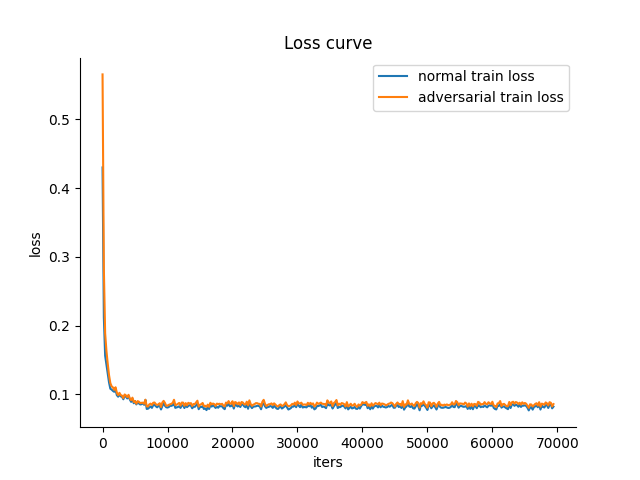 Loss curve
normal train loss
adversarial train loss
0.5
0.4
0.3
0.2
0.1
loss
0 10000 20000 30000 40000 50000 60000 70000
iters